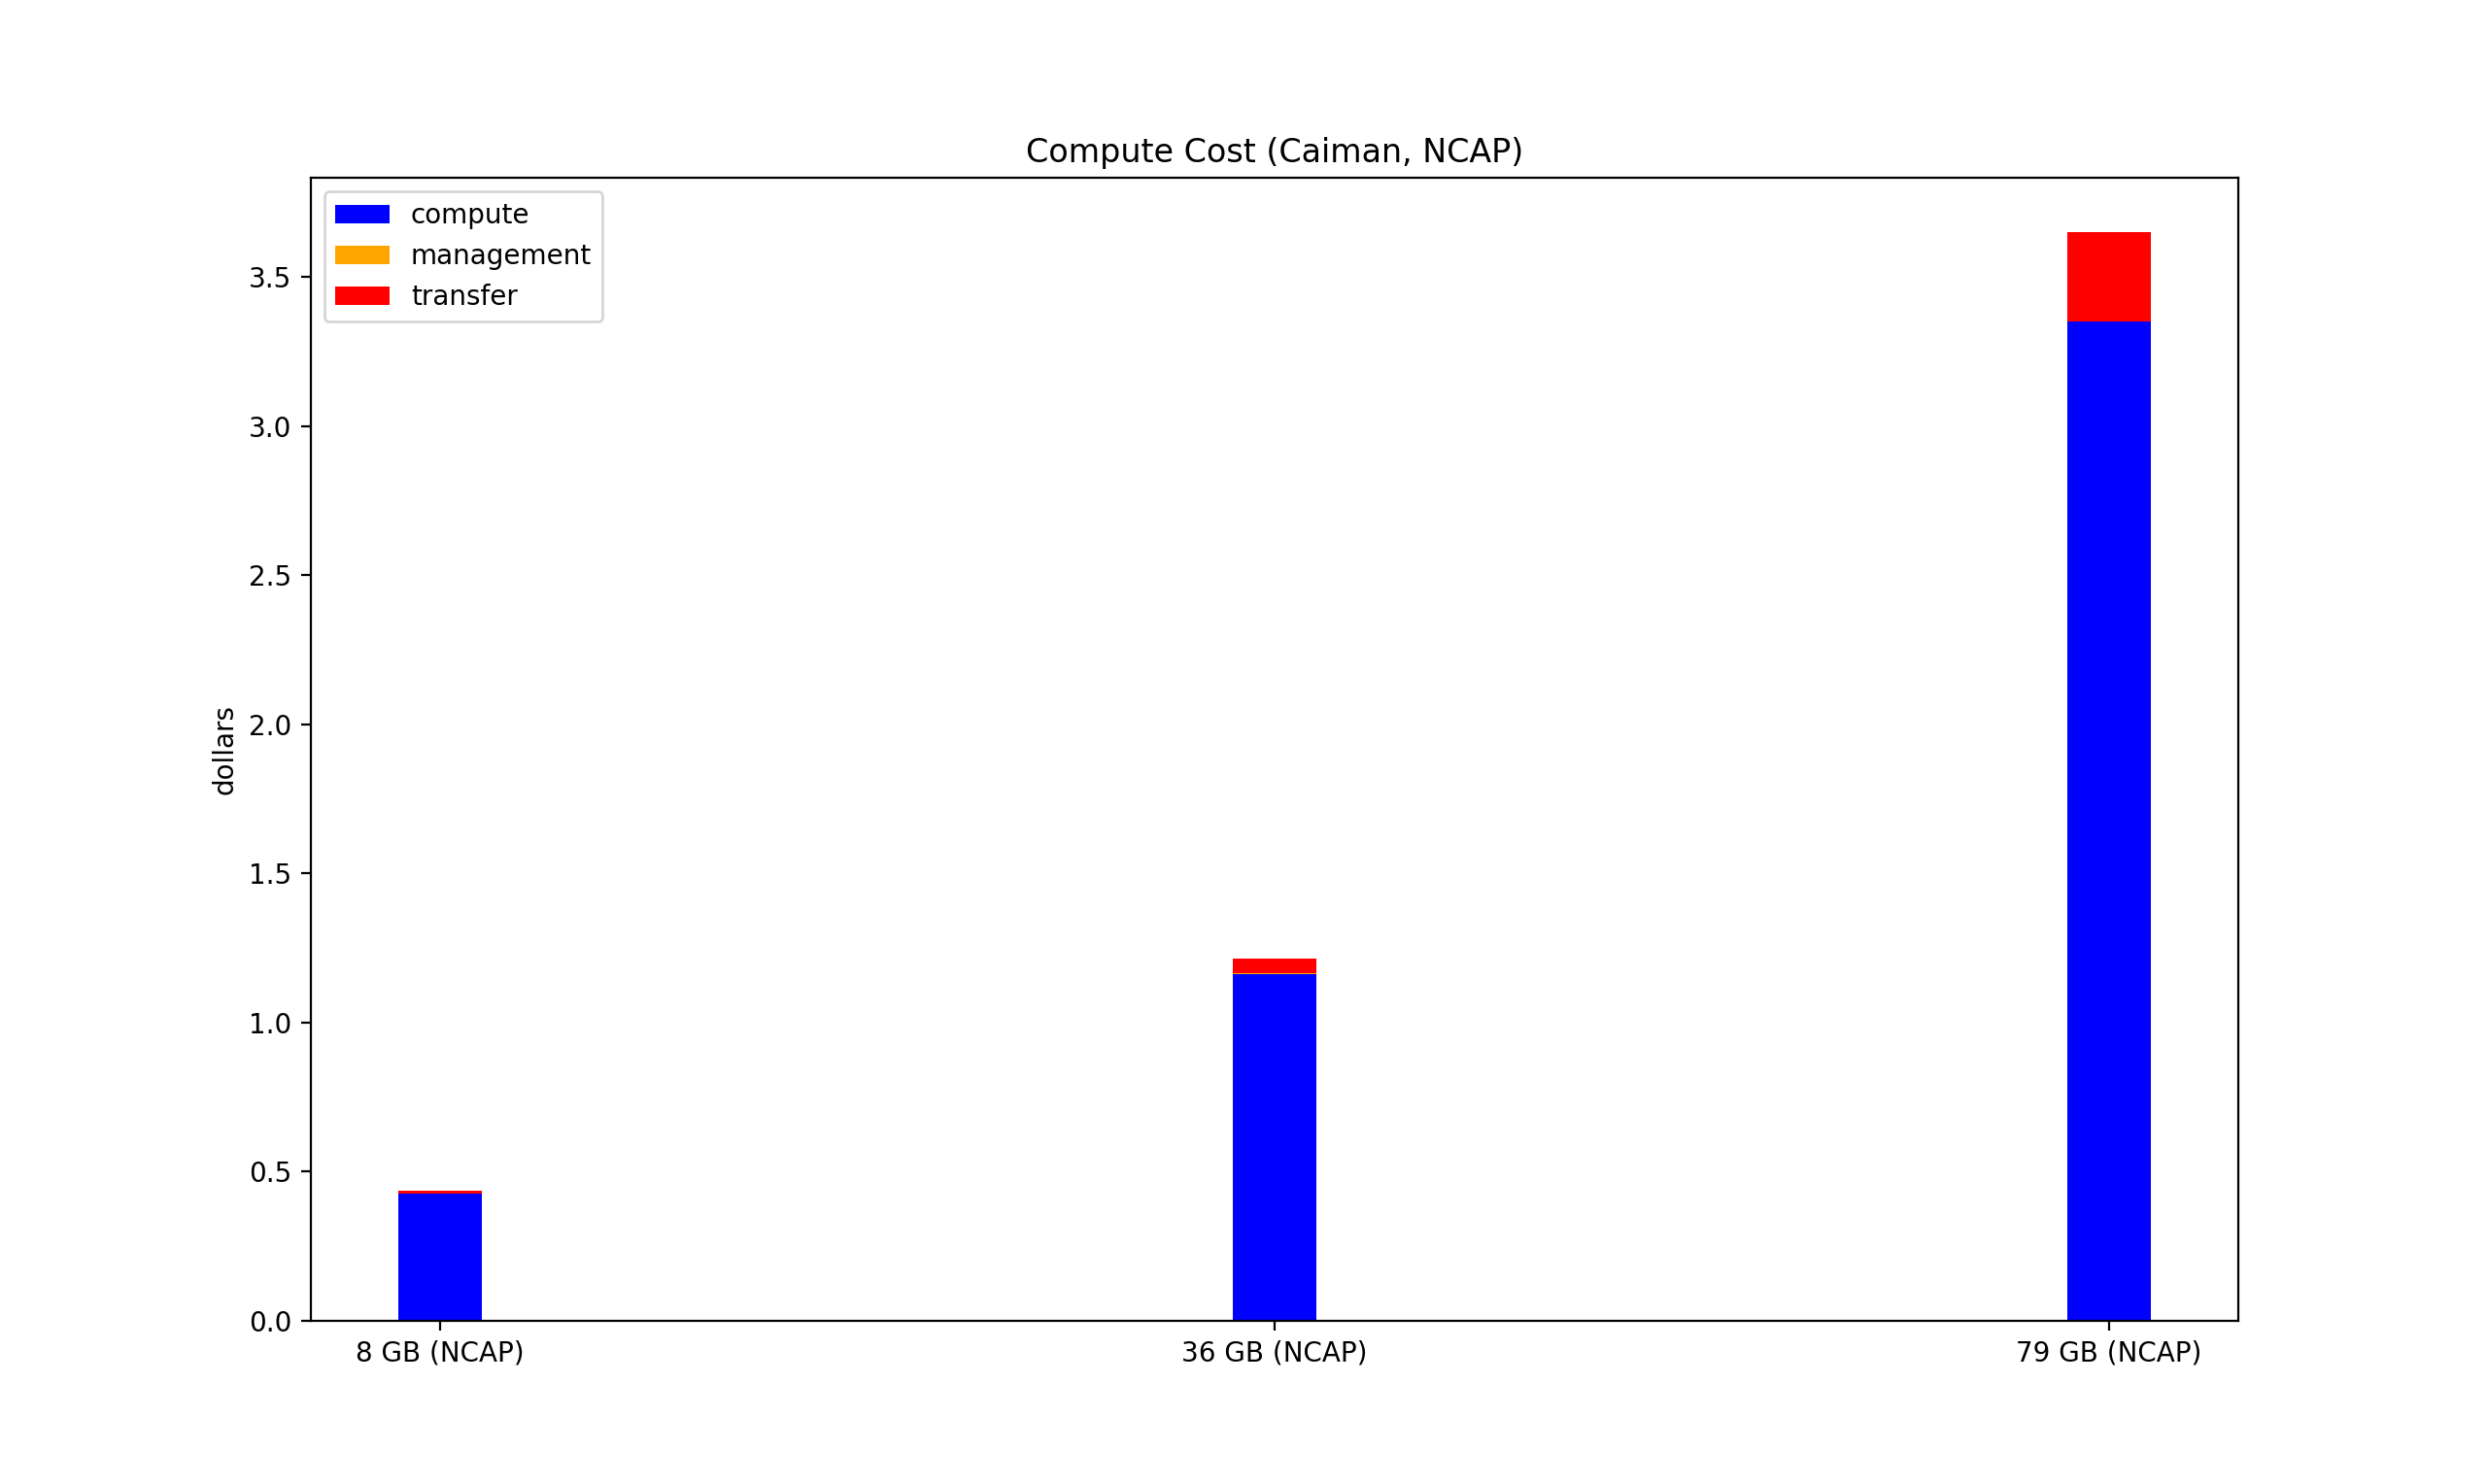 Compute Cost (Caiman, NCAP)
compute
management
transfer
3.5
3.0
2.5
2.0
1.5
1.0
0.5
0.0
dollars
8 GB (NCAP)
36 GB (NCAP)
79 GB (NCAP)